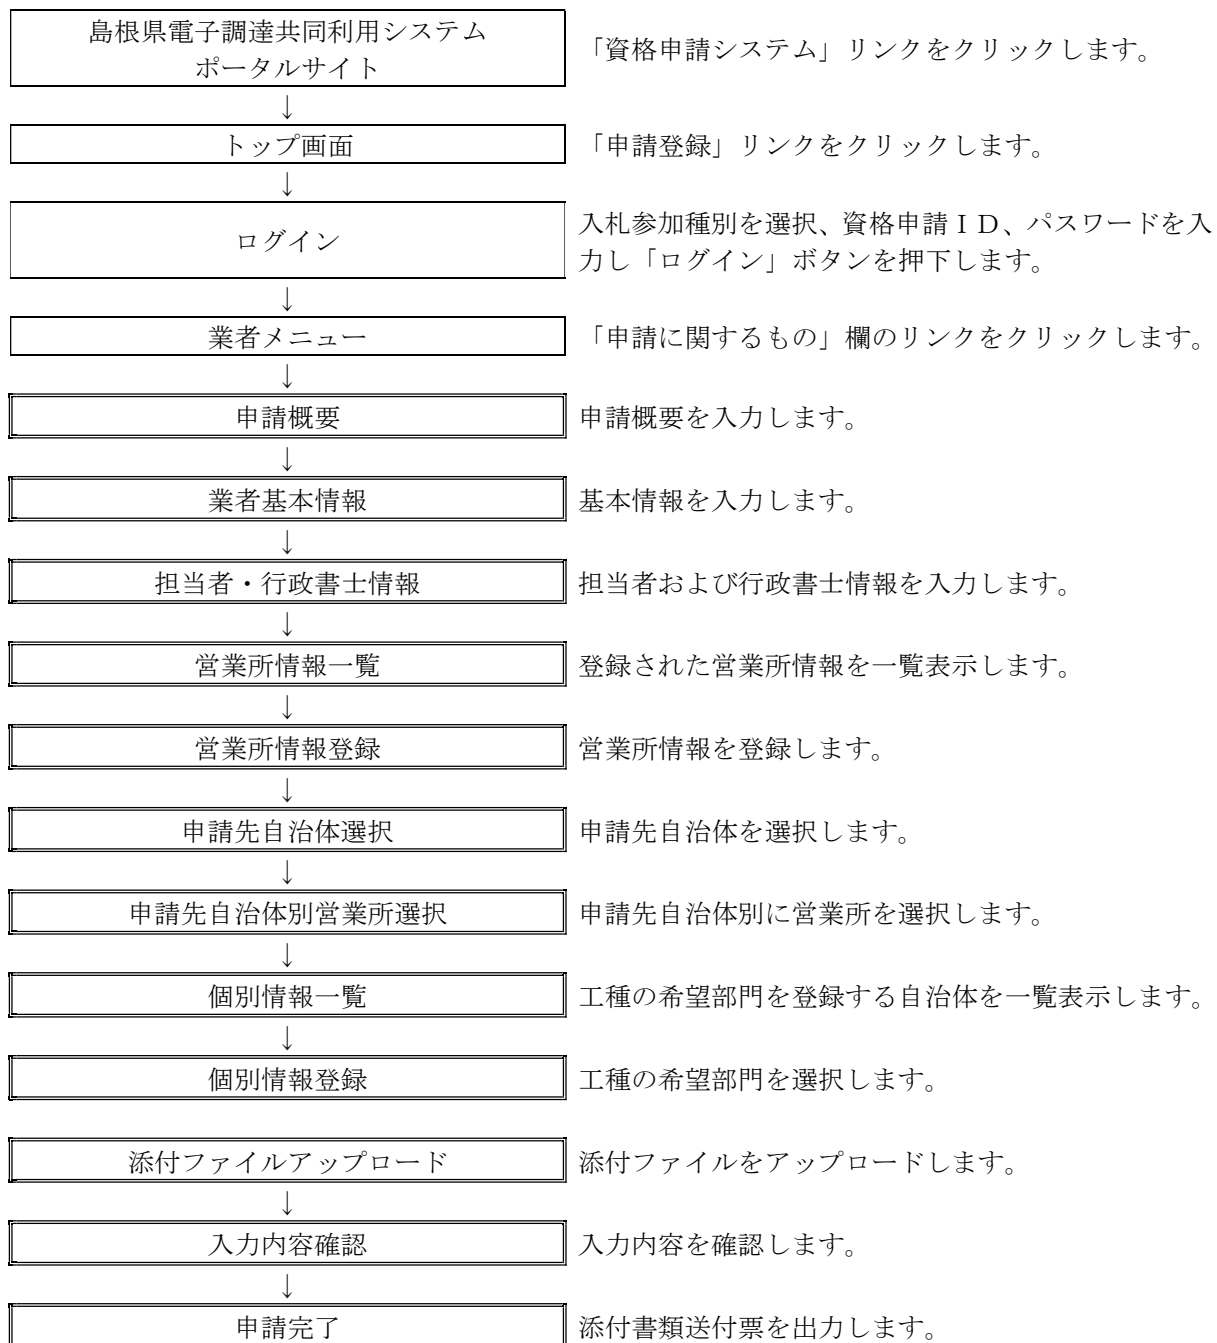 島根県電子調達共同利用システム
ポータルサイト
「資格申請システム」リンクをクリックします。
↓
トップ画面
「申請登録」リンクをクリックします。
↓
ログイン
入札参加種別を選択、資格申請ＩＤ、パスワードを入
力し「ログイン」ボタンを押下します。
↓
業者メニュー
「申請に関するもの」欄のリンクをクリックします。
↓
申請概要
申請概要を入力します。
↓
業者基本情報
基本情報を入力します。
↓
担当者・行政書士情報
担当者および行政書士情報を入力します。
↓
営業所情報一覧
登録された営業所情報を一覧表示します。
↓
営業所情報登録
営業所情報を登録します。
↓
申請先自治体選択
申請先自治体を選択します。
↓
申請先自治体別営業所選択
申請先自治体別に営業所を選択します。
↓
個別情報一覧
工種の希望部門を登録する自治体を一覧表示します。
↓
個別情報登録
工種の希望部門を選択します。
添付ファイルアップロード
添付ファイルをアップロードします。
↓
入力内容確認
入力内容を確認します。
↓
申請完了
添付書類送付票を出力します。